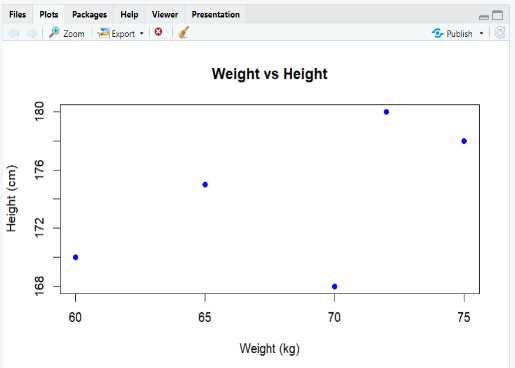 Files Plots Packages Help Viewer Presentation
Zoom Export Publish
Weight vs Height
180
176
172
168
Height (cm)
60 65 70 75
Weight (kg)